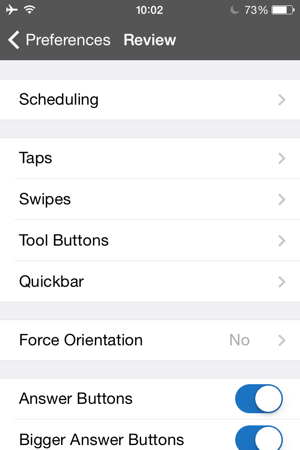 10:02 73%
Preferences Review
Scheduling
Taps
Swipes
Tool Buttons
Quickbar
Force Orientation No
Answer Buttons
Bigger Answer Buttons